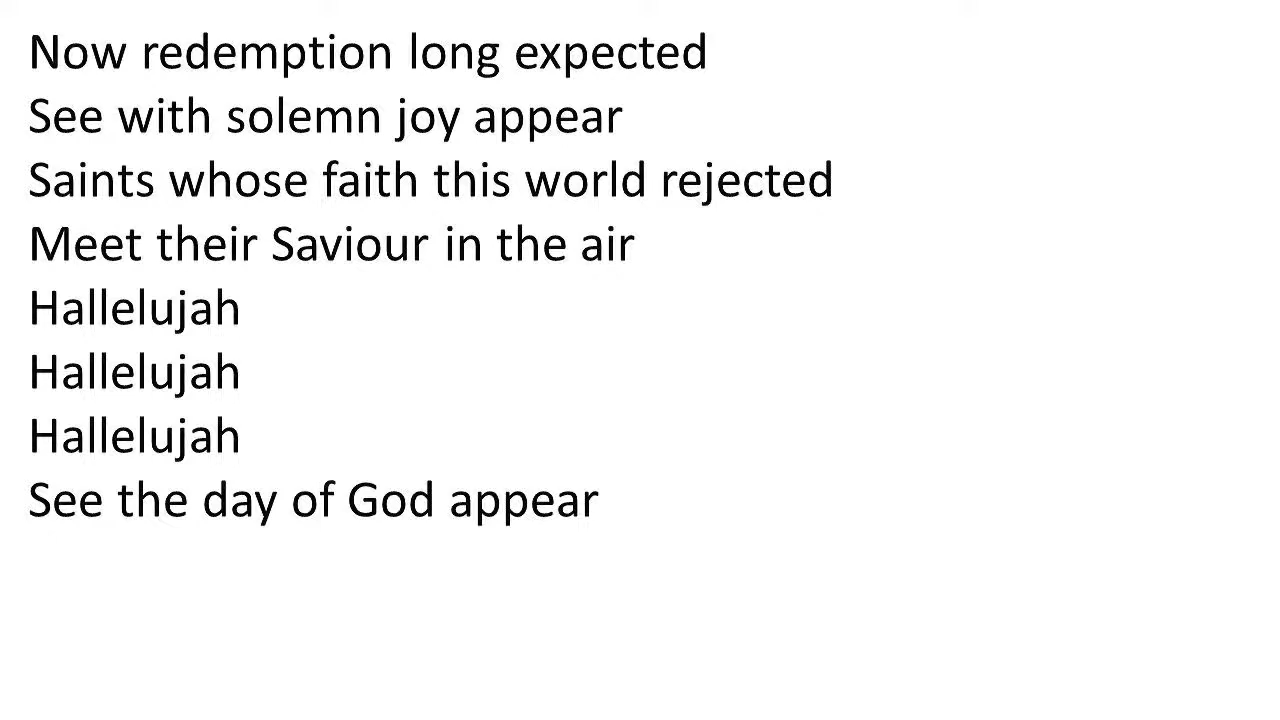 Now redemption long expected
See with solemn joy appear
Saints whose faith this world rejected
Meet their Saviour in the air
Hallelujah
Hallelujah
Hallelujah
See the day of God appear